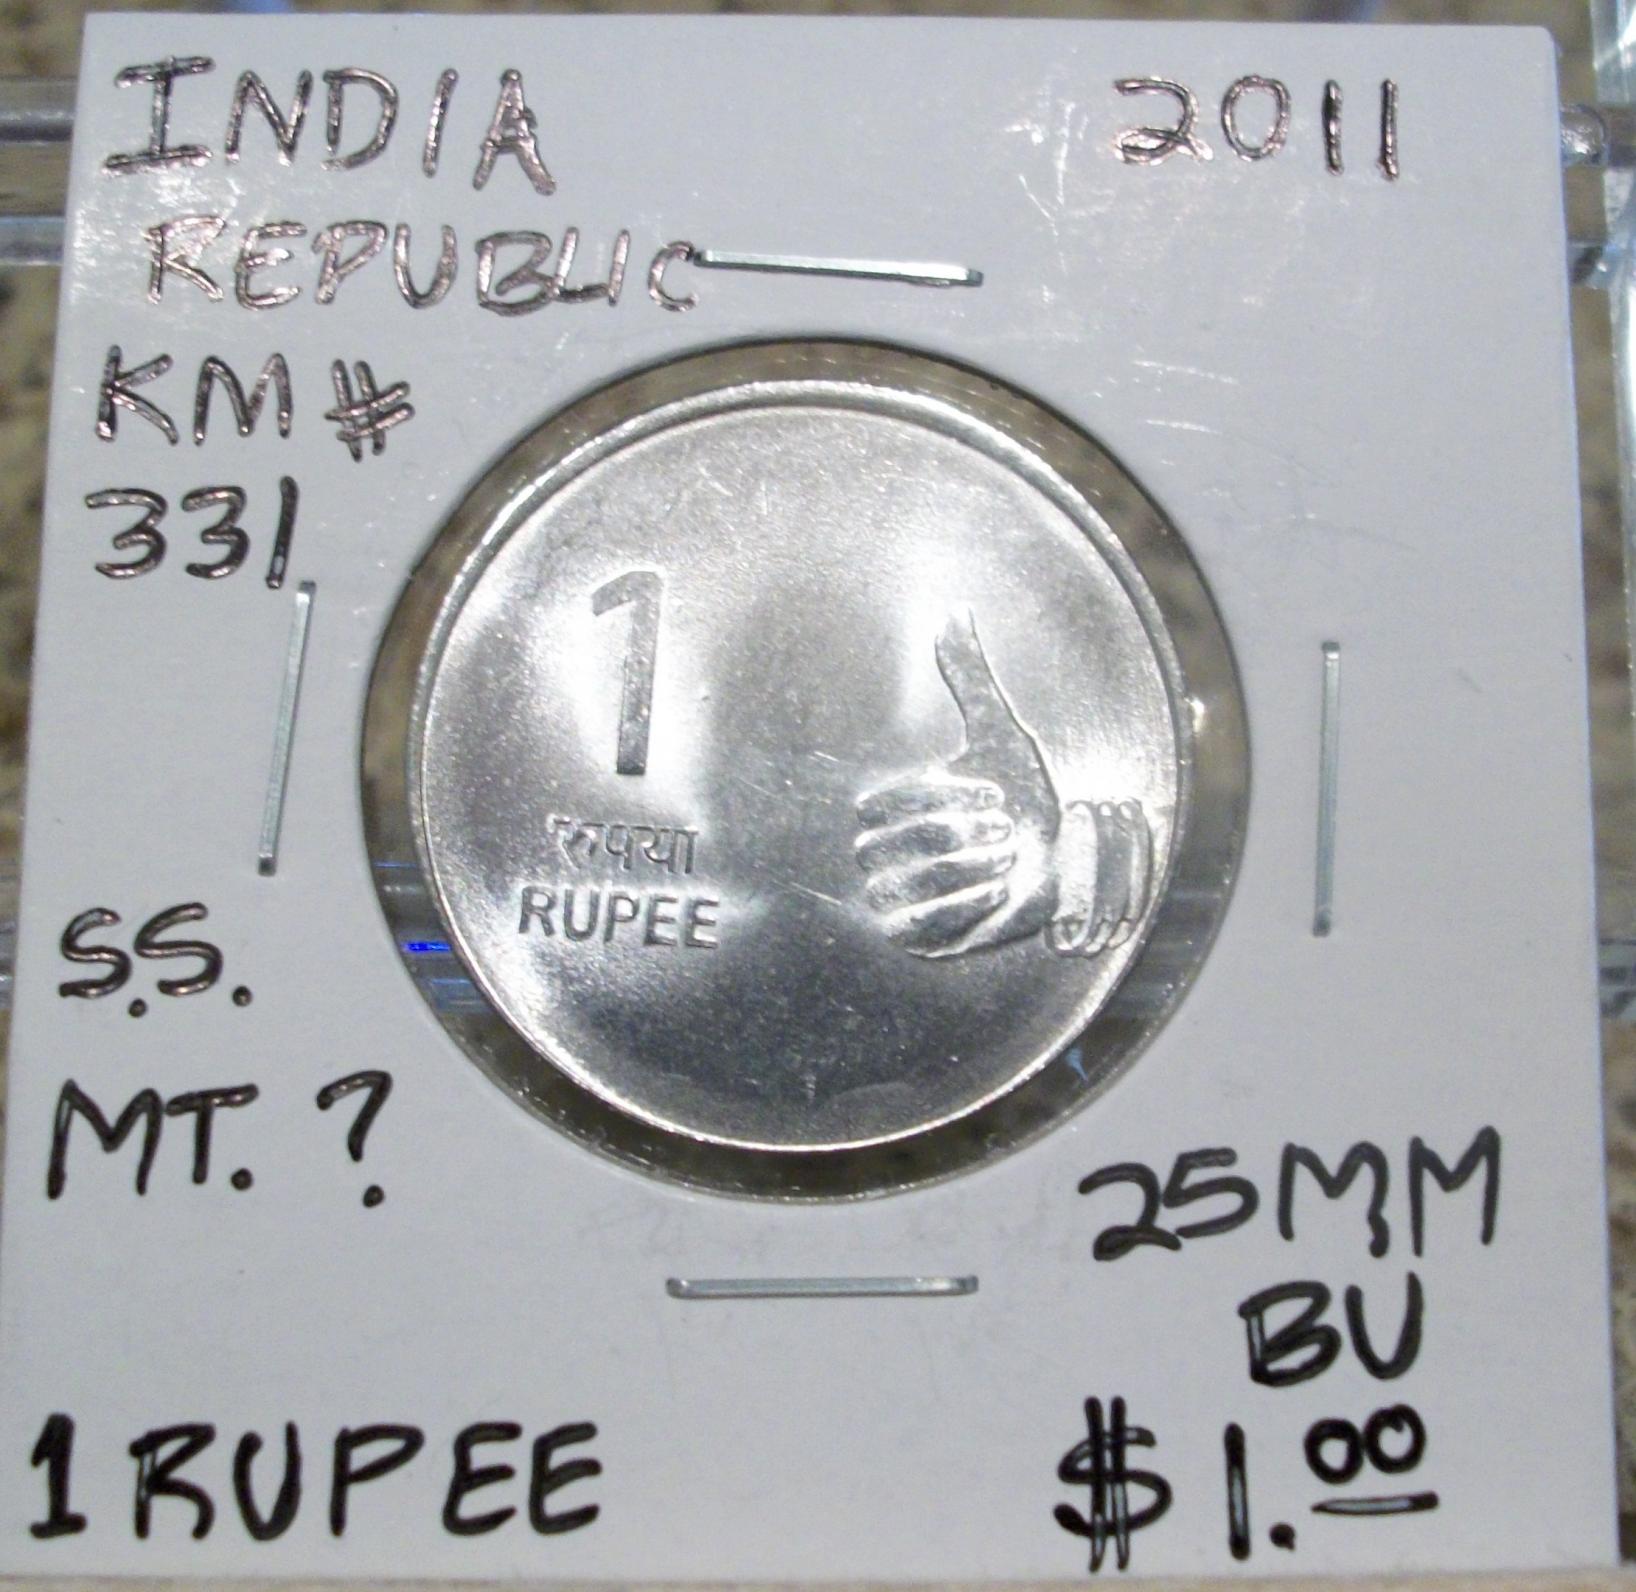 INDIA 2011
REPUBLIC
KM#
331
1
रुपया
RUPEE
S.S.
MT. ?
25MM
BU
1 RUPEE $1.00